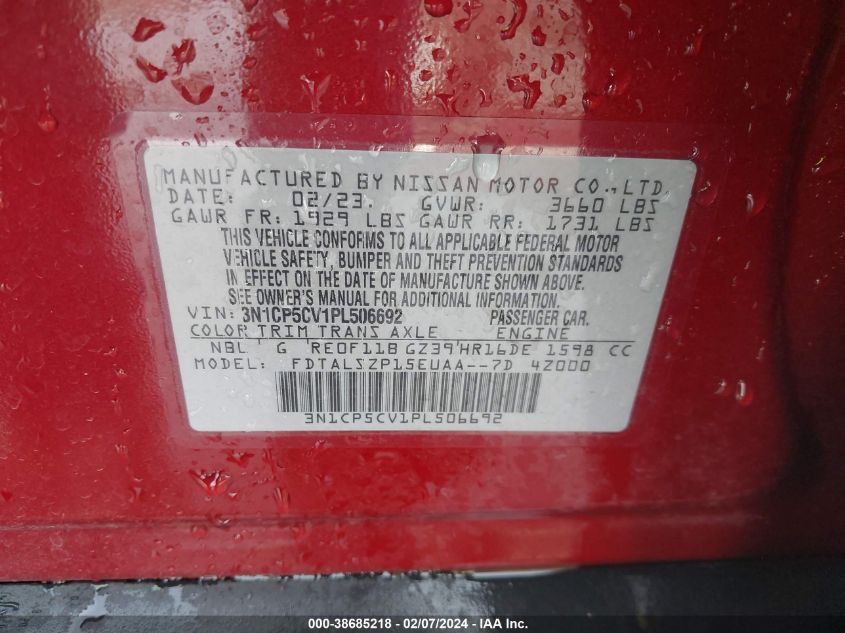 MANUFACTURED BY NISSAN MOTOR CO.,LTD.
DATE: 02/23. GVWR: 3660 LBS
GAWR FR: 1929 LBS GAWR RR: 1731 LBS
THIS VEHICLE CONFORMS TO ALL APPLICABLE FEDERAL MOTOR
VEHICLE SAFETY, BUMPER AND THEFT PREVENTION STANDARDS
IN EFFECT ON THE DATE OF MANUFACTURE SHOWN ABOVE.
SEE OWNER'S MANUAL FOR ADDITIONAL INFORMATION.
VIN: 3N1CP5CV1PL506692 PASSENGER CAR.
COLOR TRIM TRANS AXLE ENGINE
NBL G RE0F11B GZ39 HR16DE 1598 CC
MODEL: FDTALSZP15EUAA--7D 4Z000
3N1CP5CV1PL506692
000-38685218 - 02/07/2024 - IAA Inc.